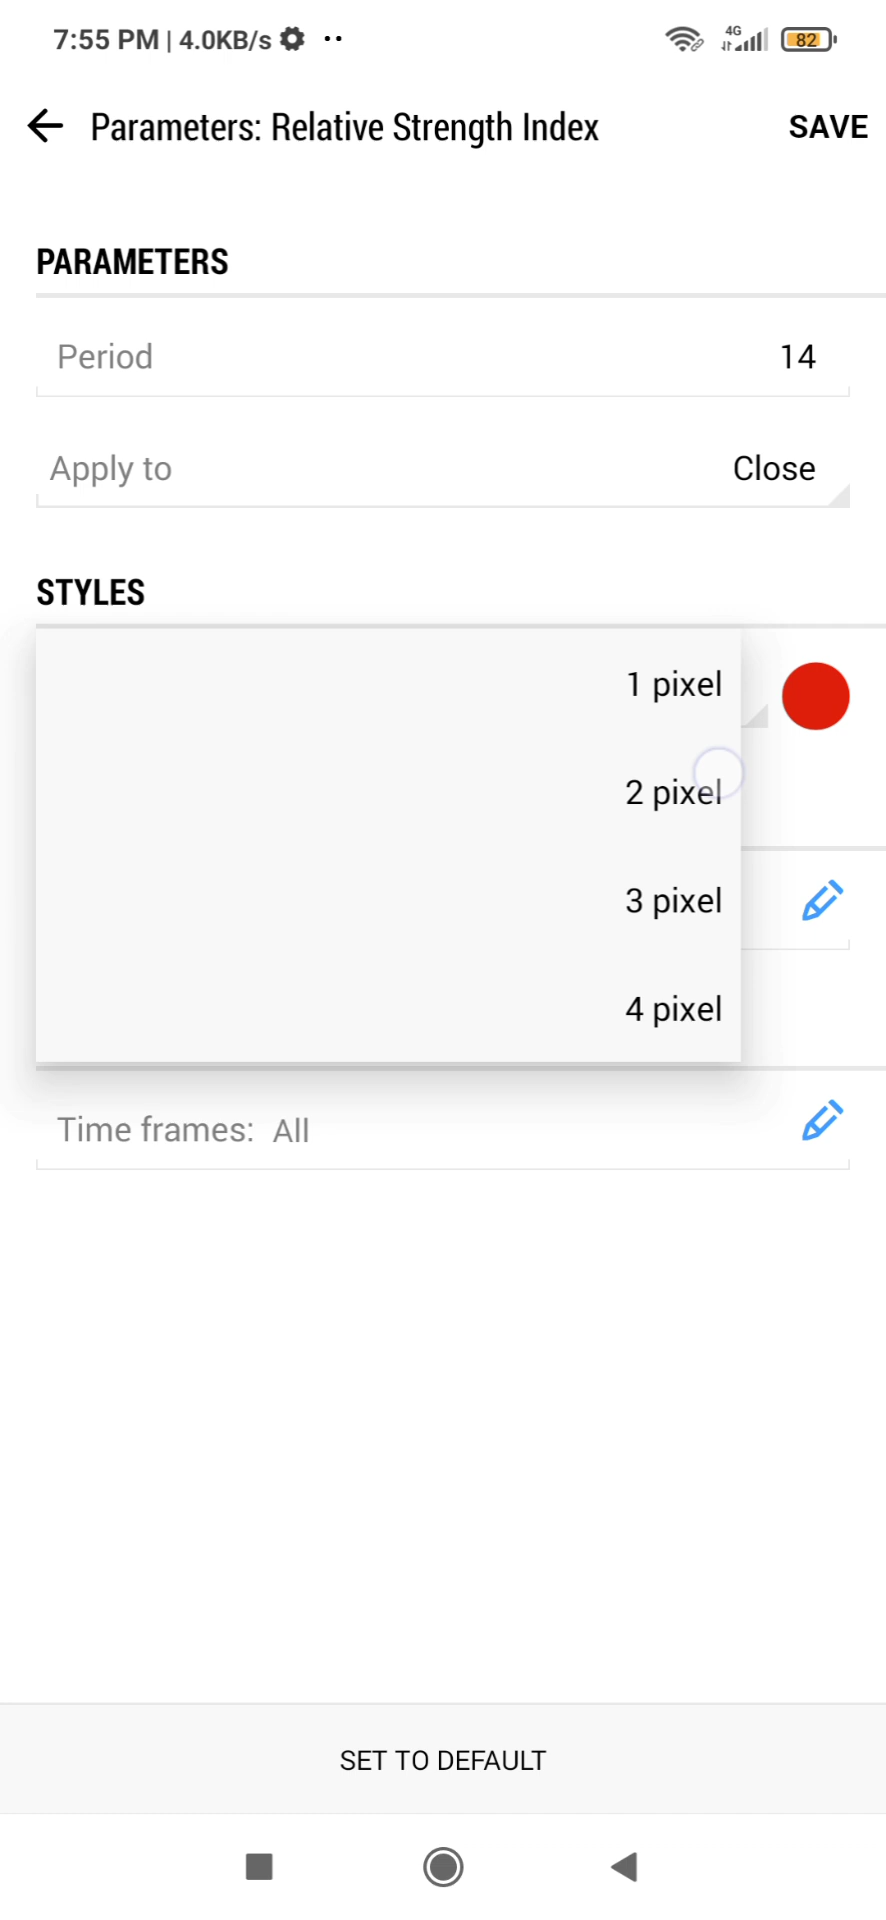 7:55 PM | 4.0KB/s
4G
82
Parameters: Relative Strength Index
SAVE
PARAMETERS
Period
14
Apply to
Close
STYLES
1 pixel
2 pixel
3 pixel
4 pixel
Time frames: All
SET TO DEFAULT